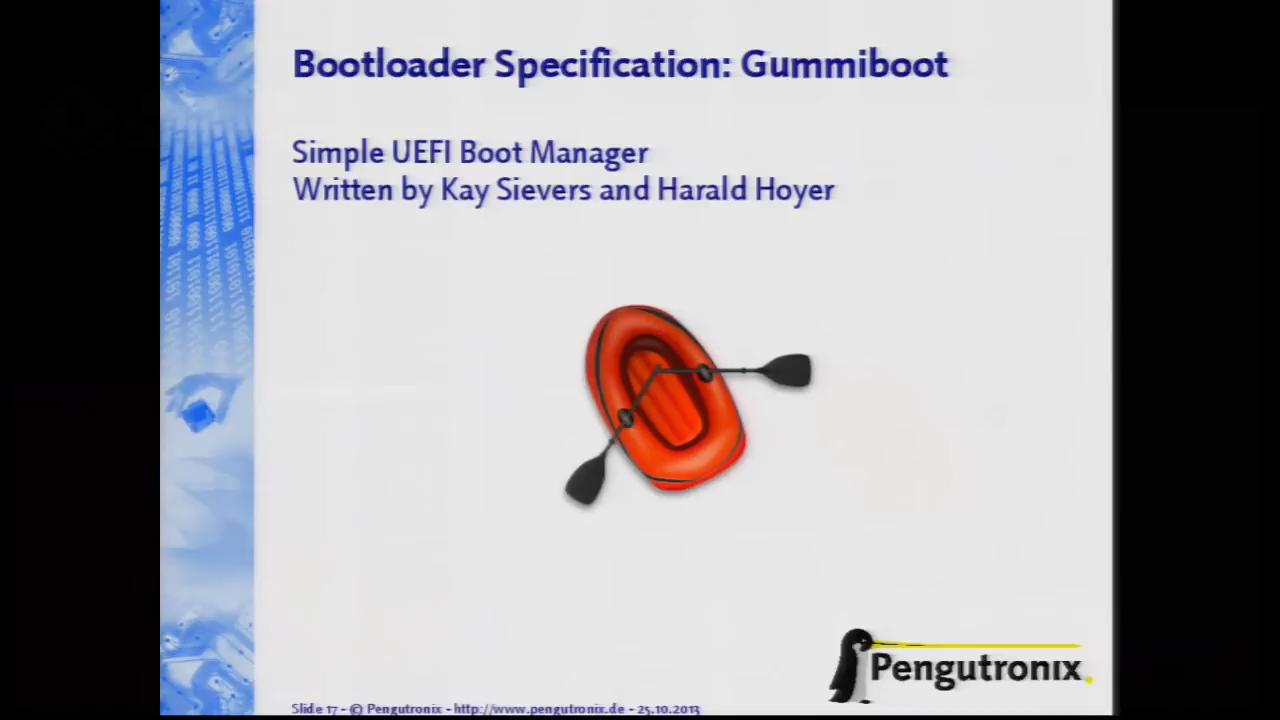 Bootloader Specification: Gummiboot
Simple UEFI Boot Manager
Written by Kay Sievers and Harald Hoyer
Pengutronix
Slide 17 - © Pengutronix - http://www.pengutronix.de - 25.10.2013